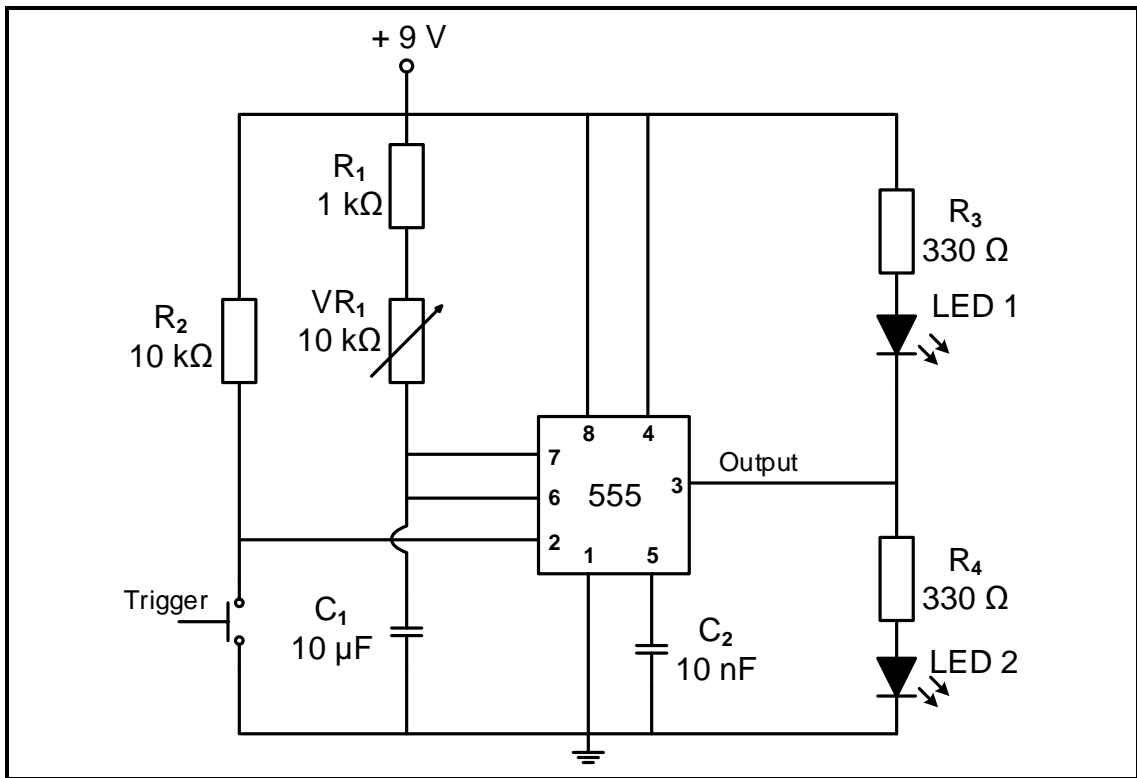 + 9 V
R₁
1 kΩ
R₃
330 Ω
VR₁
10 kΩ
LED 1
R₂
10 kΩ
8 4
7
Output
6 555 3
2
1 5
R₄
330 Ω
Trigger
C₁
10 µF
C₂
10 nF
LED 2